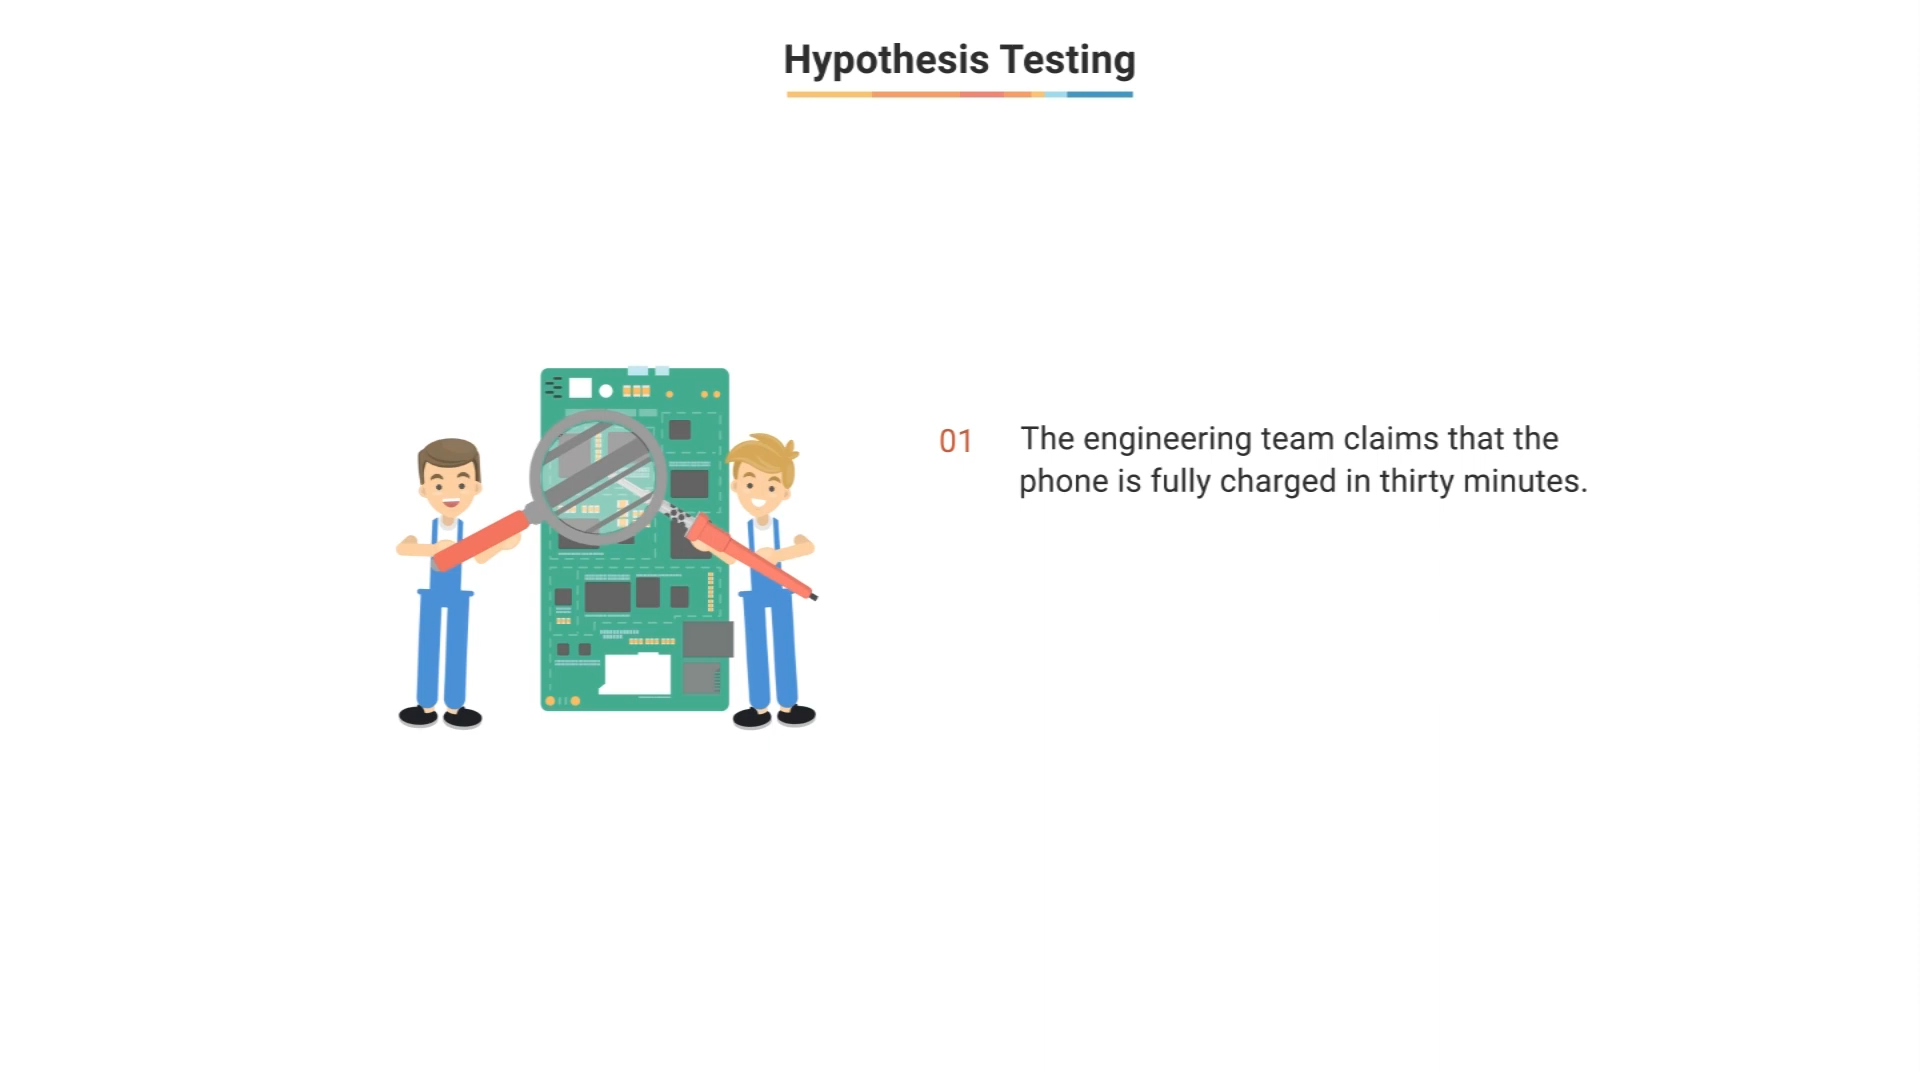 Hypothesis Testing
01
The engineering team claims that the
phone is fully charged in thirty minutes.